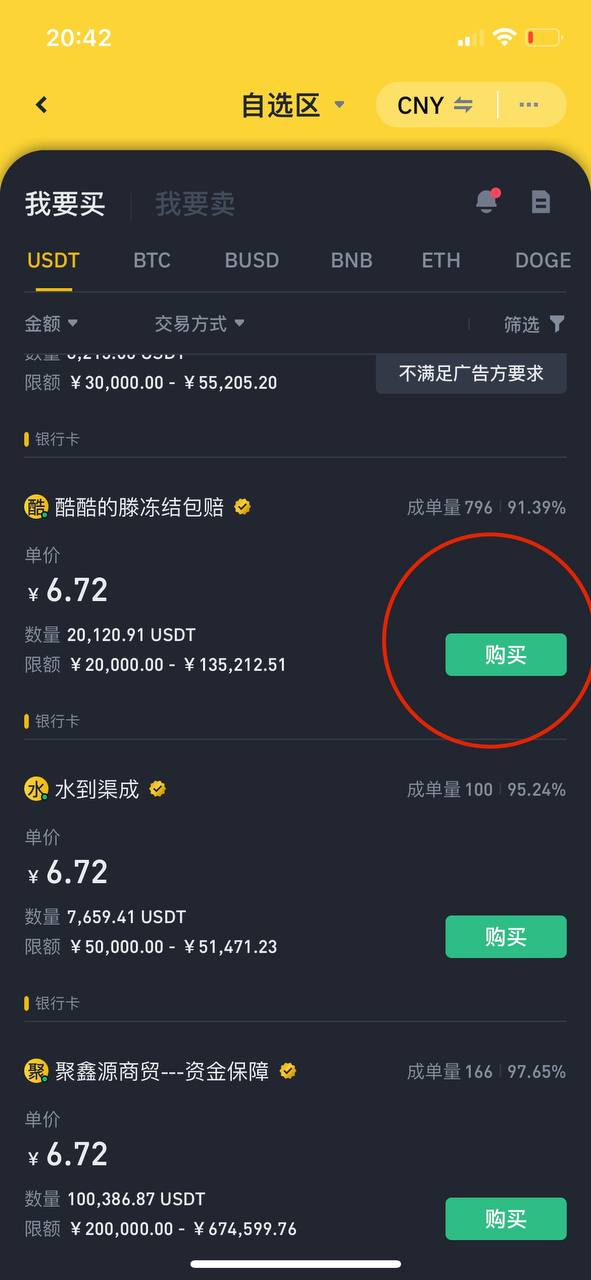 20:42
自选区 CNY
我要买 我要卖
USDT BTC BUSD BNB ETH DOGE
金额 交易方式 筛选
限额 ￥30,000.00 - ￥55,205.20 不满足广告方要求
银行卡
酷 酷酷的滕冻结包赔 成单量 796 91.39%
单价
￥ 6.72
数量 20,120.91 USDT
限额 ￥20,000.00 - ￥135,212.51 购买
银行卡
水 水到渠成 成单量 100 95.24%
单价
￥ 6.72
数量 7,659.41 USDT
限额 ￥50,000.00 - ￥51,471.23 购买
银行卡
聚 聚鑫源商贸---资金保障 成单量 166 97.65%
单价
￥ 6.72
数量 100,386.87 USDT
限额 ￥200,000.00 - ￥674,599.76 购买